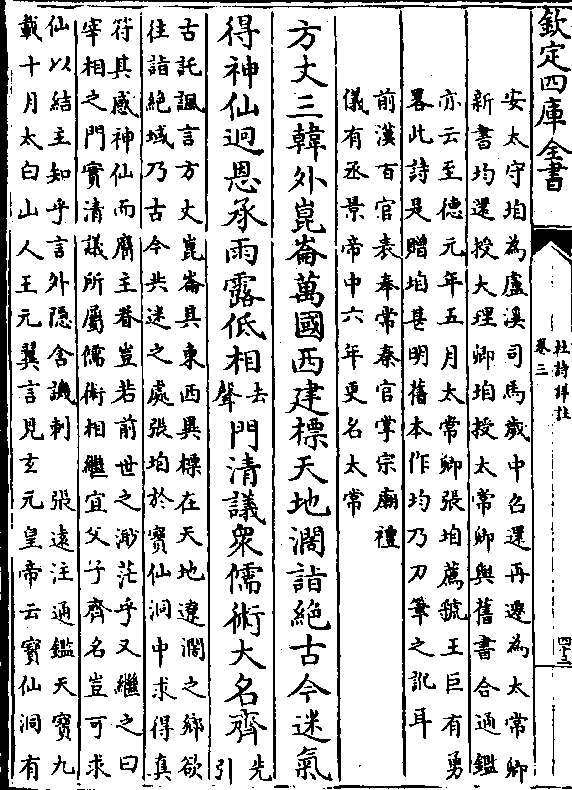 欽定四庫全書
杜詩詳註
卷三
四十三
安太守垍為盧溪司馬歲中召還再遷為太常卿
新書均還授大理卿垍授太常卿與舊書合通鑑
亦云至德元年五月太常卿張垍薦虢王巨有勇
畧此詩是贈垍甚明舊本作均乃刀筆之訛耳
前漢百官表奉常秦官掌宗廟禮
儀有丞景帝中六年更名太常
方丈三韓外崑崙萬國西建標天地濶詣絶古今迷氣
得神仙迥恩承雨露低相去聲門清議衆儒術大名齊先引
古託諷言方丈崑崙具東西異標在天地遼濶之鄉欲
往詣絶域乃古今共迷之處張垍於寳仙洞中求得真
符其感神仙而膺主眷豈若前世之渺茫乎又繼之曰
宰相之門實清議所屬儒術相繼宜父子齊名豈可求
仙以結主知乎言外隱含譏刺 張遠注通鑑天寳九
載十月太白山人王元翼言見玄元皇帝云寳仙洞有